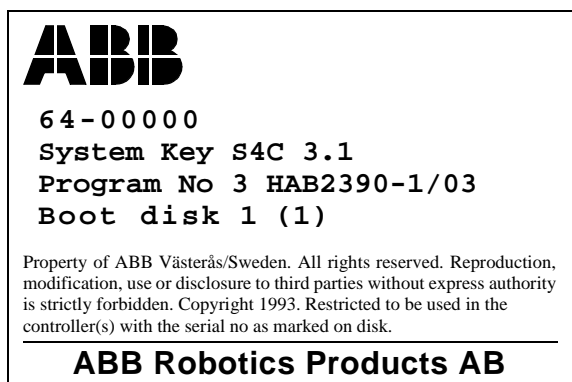 ABB
64-00000
System Key S4C 3.1
Program No 3 HAB2390-1/03
Boot disk 1 (1)
Property of ABB Västerås/Sweden. All rights reserved. Reproduction,
modification, use or disclosure to third parties without express authority
is strictly forbidden. Copyright 1993. Restricted to be used in the
controller(s) with the serial no as marked on disk.
ABB Robotics Products AB